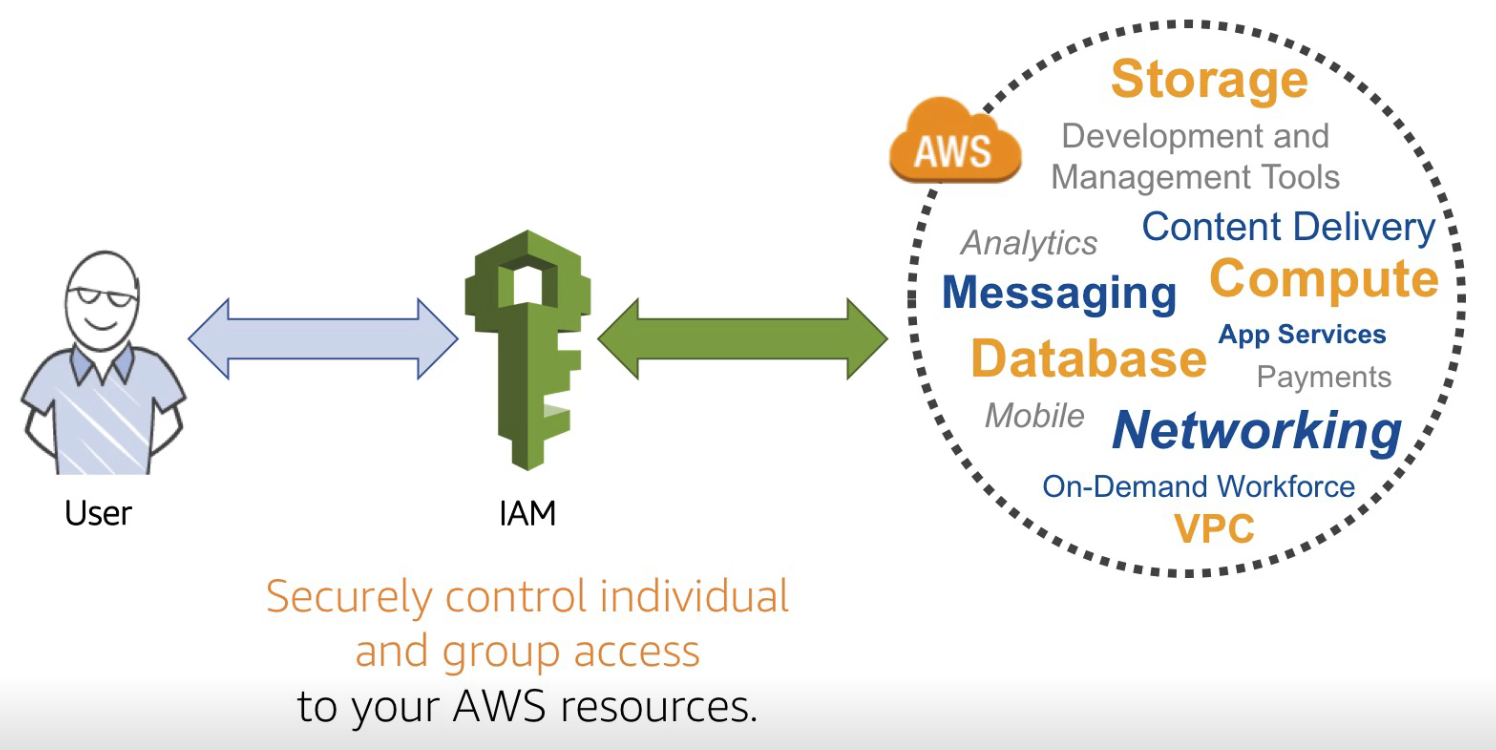 Storage
AWS
Development and
Management Tools
Content Delivery
Analytics
Compute
Messaging
App Services
Database
Payments
Mobile
Networking
On-Demand Workforce
VPC
User
IAM
Securely control individual
and group access
to your AWS resources.